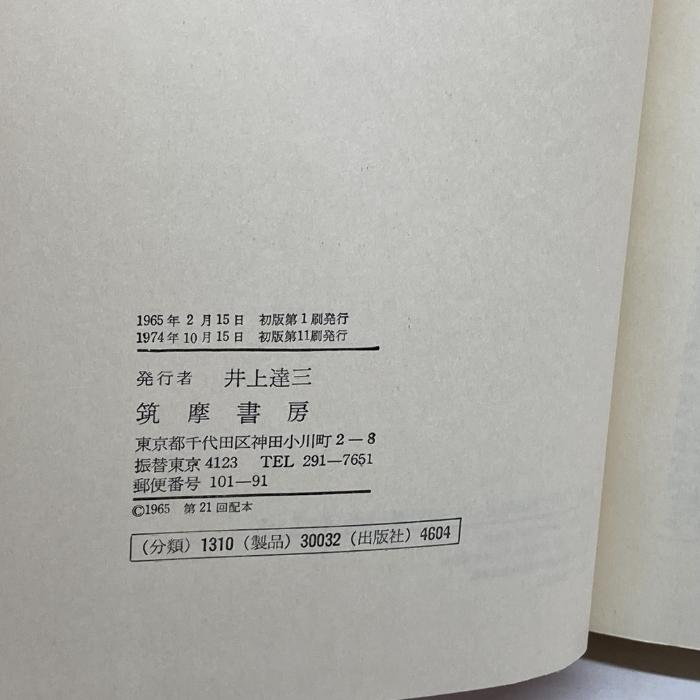 1965年2月15日 初版第1刷発行
1974年10月15日 初版第11刷発行
発行者 井上達三
筑摩書房
東京都千代田区神田小川町2―8
振替東京4123 TEL 291―7651
郵便番号 101―91
©1965 第21回配本
(分類) 1310 (製品) 30032 (出版社) 4604